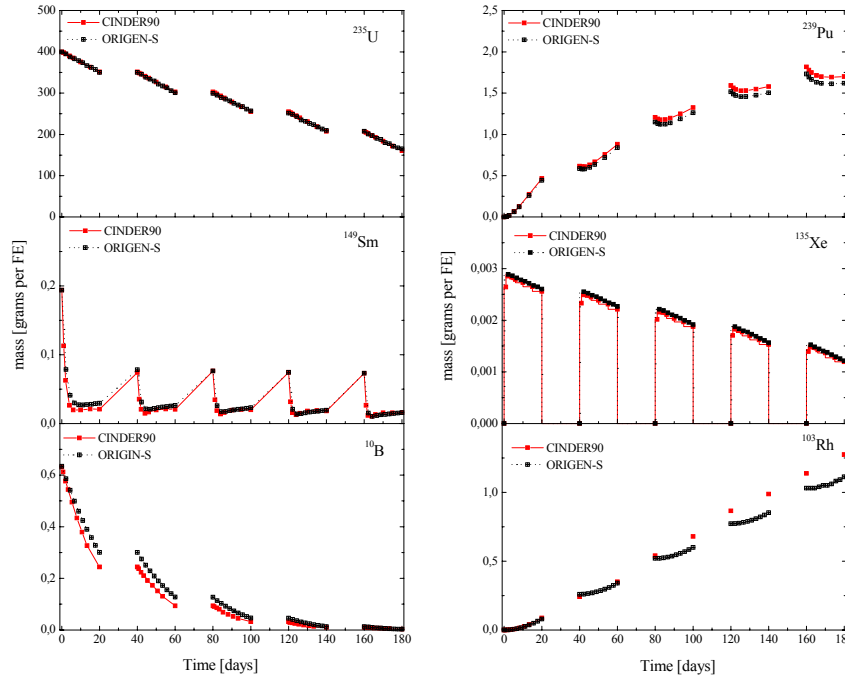 500
400
300
200
100
0
CINDER90
ORIGEN-S
235U
2,5
2,0
1,5
1,0
0,5
0,0
CINDER90
ORIGEN-S
239Pu
mass [grams per FE]
0,2
0,1
0,0
CINDER90
ORIGEN-S
149Sm
mass [grams per FE]
0,003
0,002
0,001
0,000
CINDER90
ORIGEN-S
135Xe
0,6
0,4
0,2
0,0
CINDER90
ORIGIN-S
10B
0 20 40 60 80 100 120 140 160 180
Time [days]
1,0
0,5
0,0
CINDER90
ORIGEN-S
103Rh
0 20 40 60 80 100 120 140 160 180
Time [days]